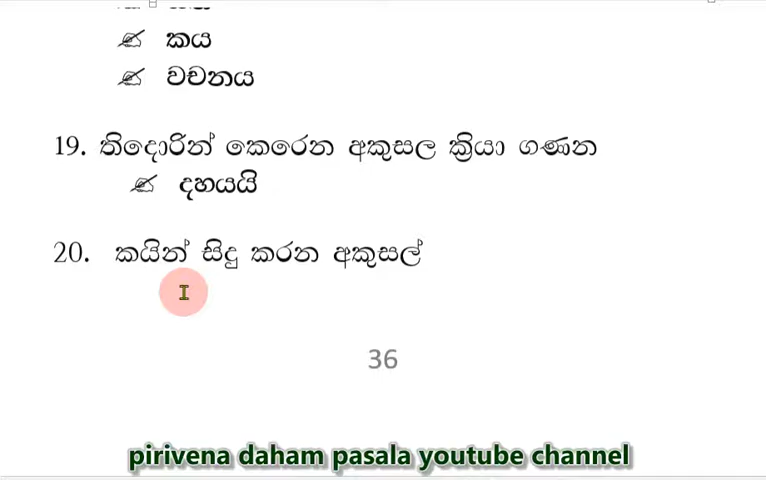 කය
වචනය
19. තිදොරින් කෙරෙන අකුසල ක්‍රියා ගණන
දහයයි
20. කයින් සිදු කරන අකුසල්
36
pirivena daham pasala youtube channel